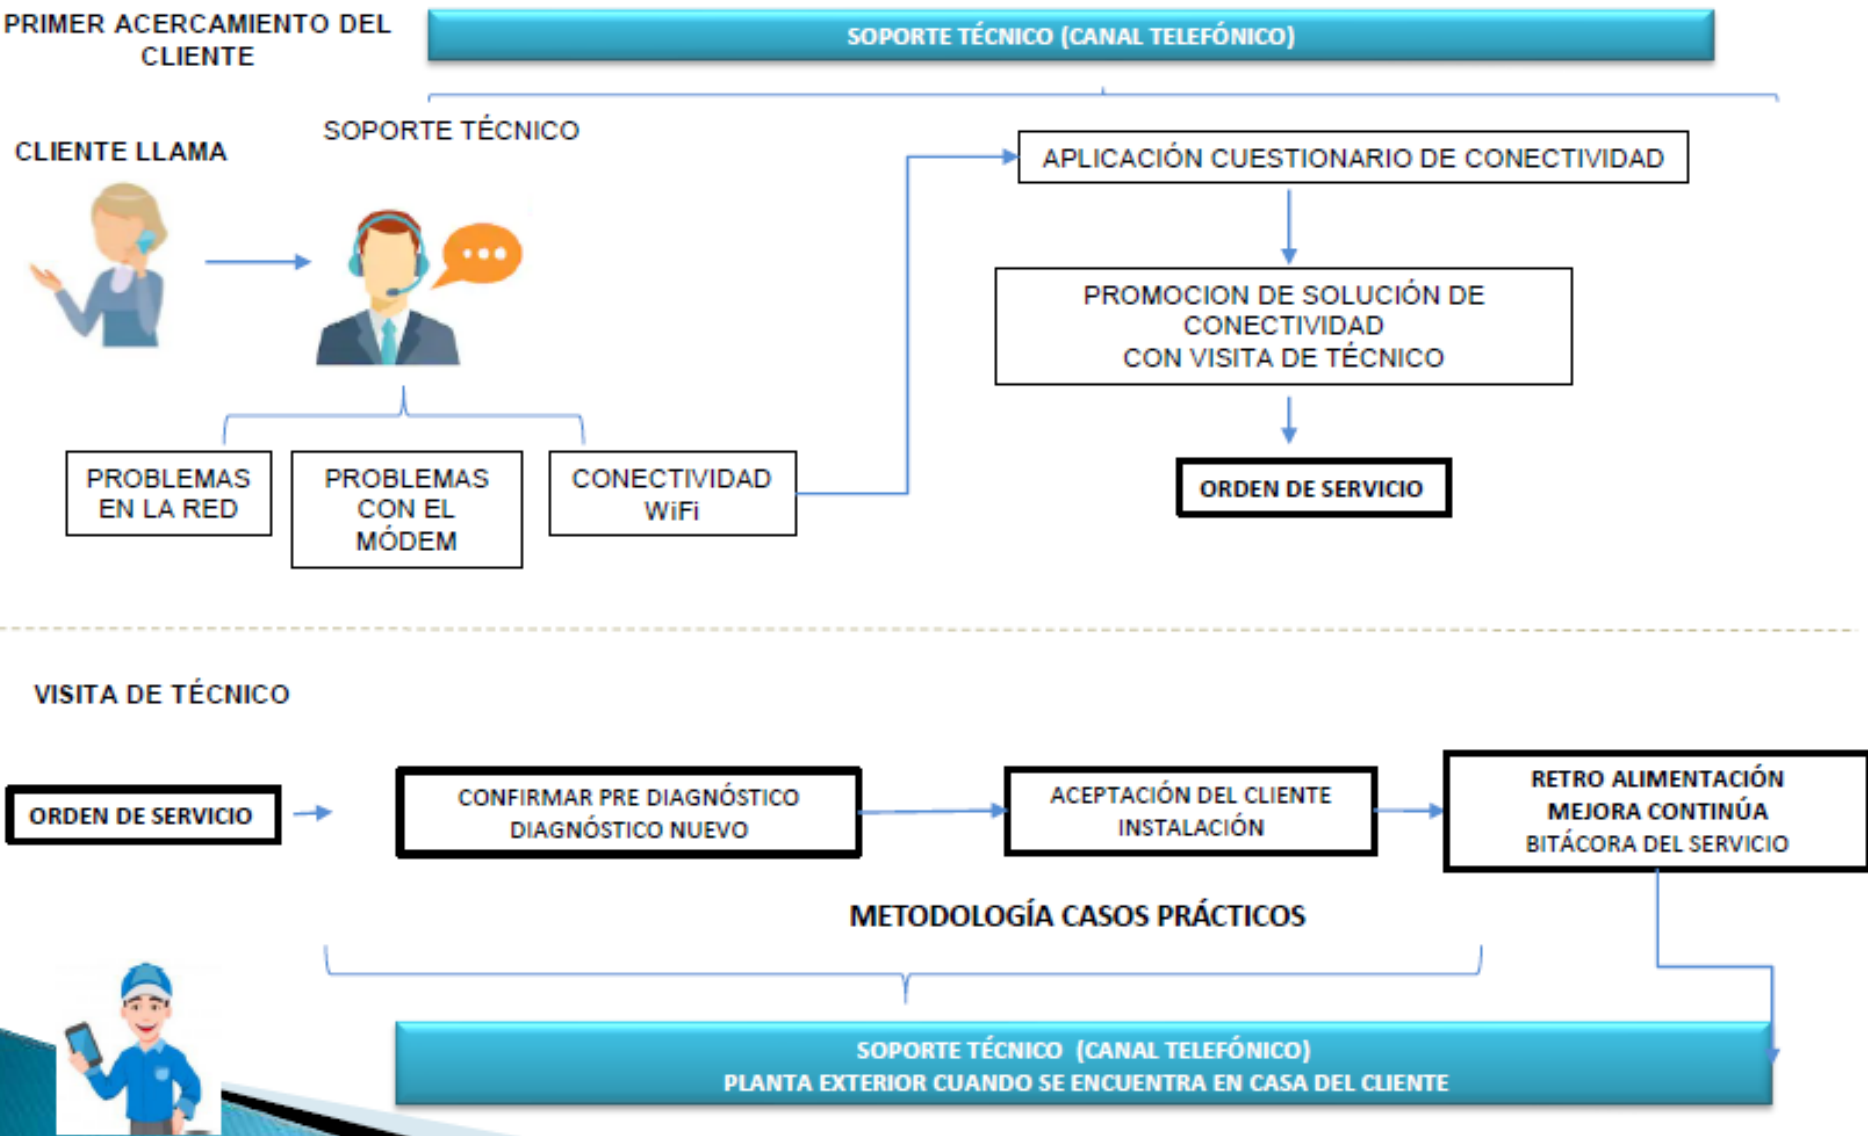 PRIMER ACERCAMIENTO DEL
CLIENTE
SOPORTE TÉCNICO (CANAL TELEFÓNICO)
CLIENTE LLAMA
SOPORTE TÉCNICO
PROBLEMAS
EN LA RED
PROBLEMAS
CON EL
MÓDEM
CONECTIVIDAD
WiFi
APLICACIÓN CUESTIONARIO DE CONECTIVIDAD
PROMOCION DE SOLUCIÓN DE
CONECTIVIDAD
CON VISITA DE TÉCNICO
ORDEN DE SERVICIO
VISITA DE TÉCNICO
ORDEN DE SERVICIO
CONFIRMAR PRE DIAGNÓSTICO
DIAGNÓSTICO NUEVO
ACEPTACIÓN DEL CLIENTE
INSTALACIÓN
RETRO ALIMENTACIÓN
MEJORA CONTINÚA
BITÁCORA DEL SERVICIO
METODOLOGÍA CASOS PRÁCTICOS
SOPORTE TÉCNICO (CANAL TELEFÓNICO)
PLANTA EXTERIOR CUANDO SE ENCUENTRA EN CASA DEL CLIENTE